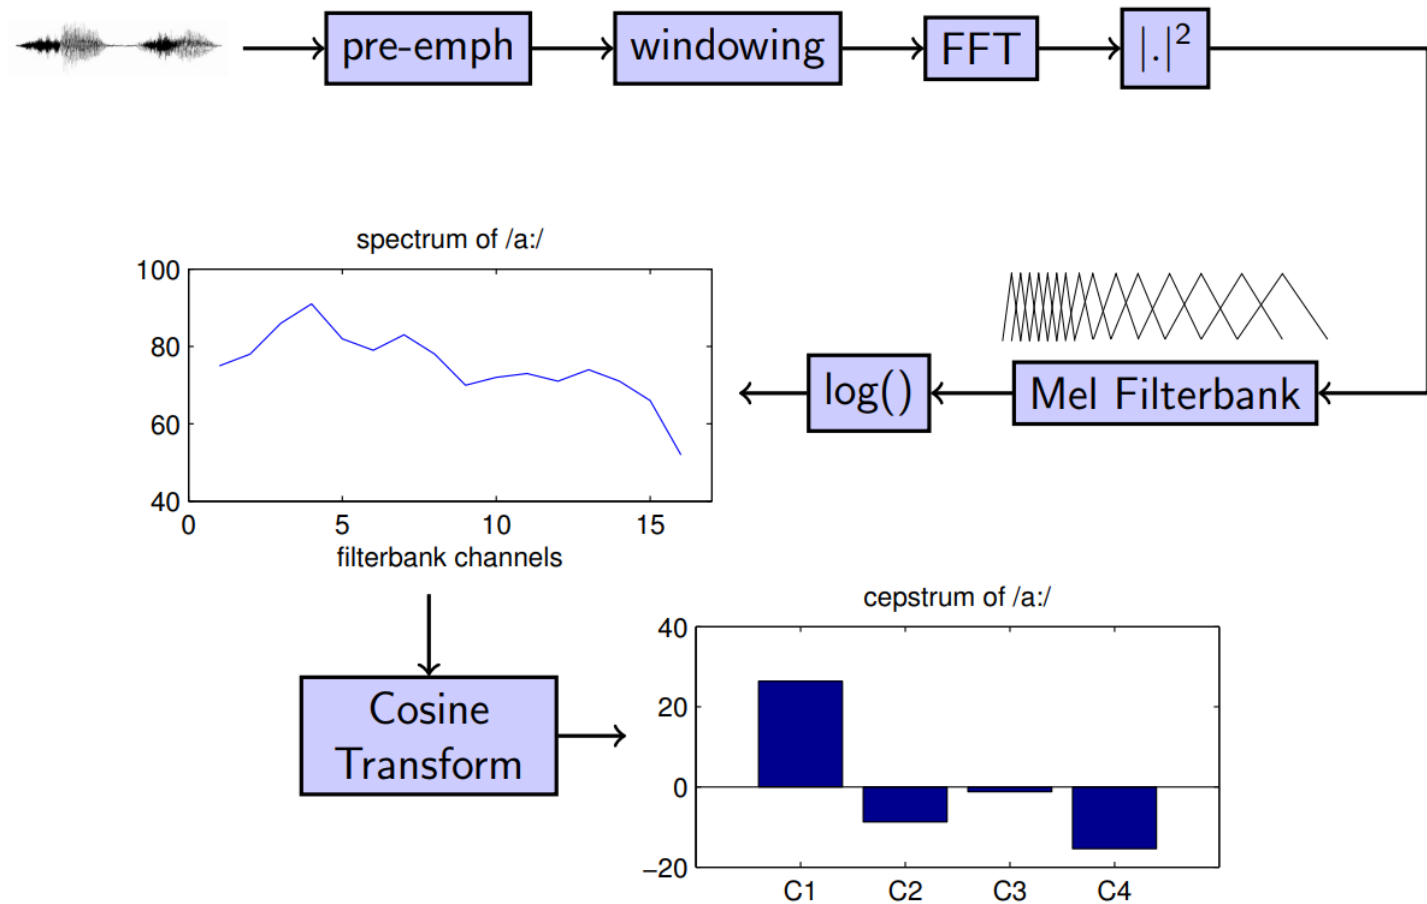 pre-emph
windowing
FFT
|.|²
spectrum of /a:/
100
80
60
40
0 5 10 15
filterbank channels
log()
Mel Filterbank
Cosine
Transform
cepstrum of /a:/
40
20
0
−20
C1 C2 C3 C4